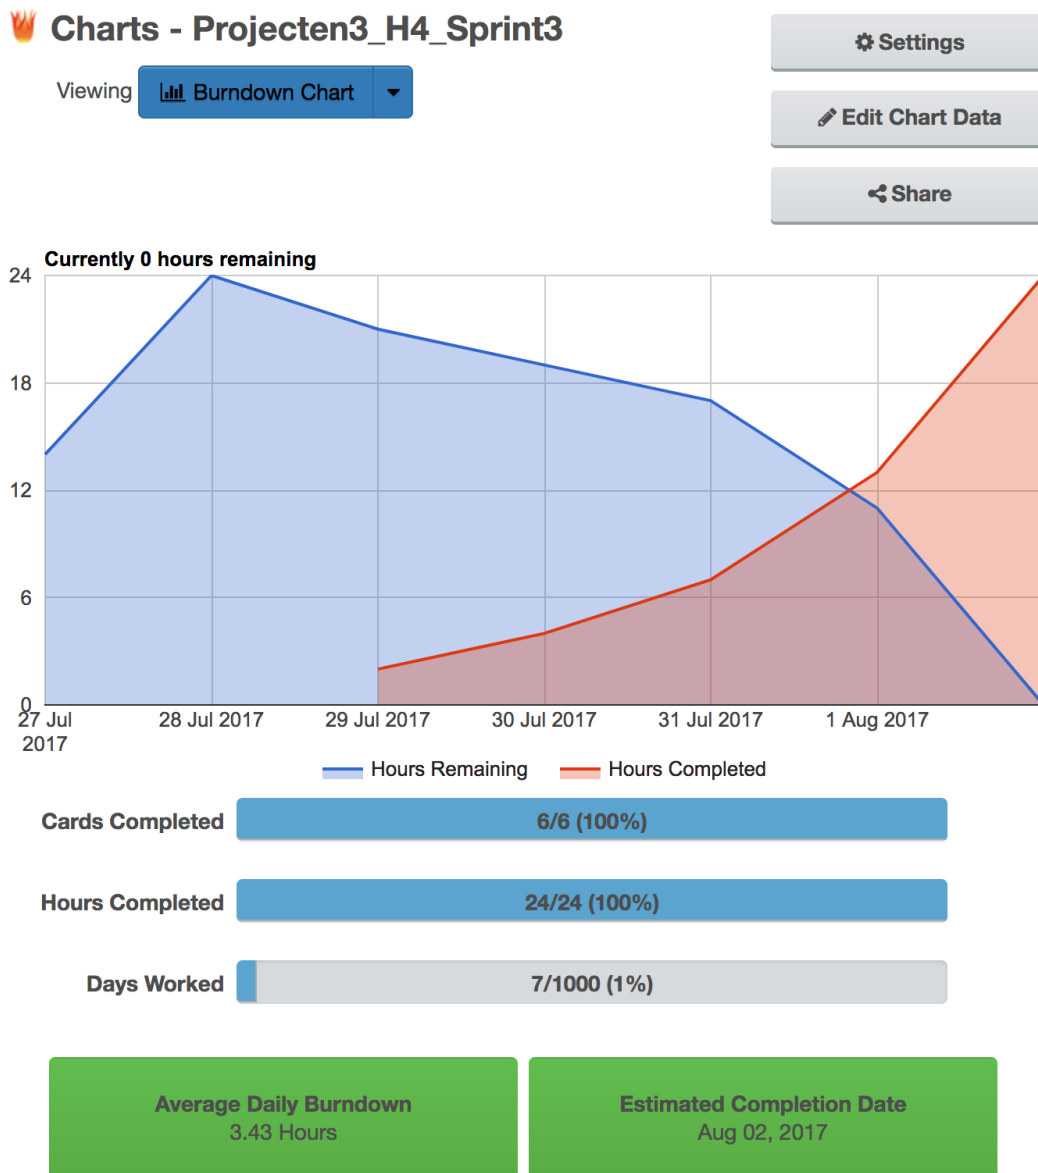 Charts - Projecten3_H4_Sprint3
Settings
Viewing
Burndown Chart
Edit Chart Data
Share
Currently 0 hours remaining
24
18
12
6
0
27 Jul 2017
28 Jul 2017
29 Jul 2017
30 Jul 2017
31 Jul 2017
1 Aug 2017
Hours Remaining
Hours Completed
Cards Completed
6/6 (100%)
Hours Completed
24/24 (100%)
Days Worked
7/1000 (1%)
Average Daily Burndown
3.43 Hours
Estimated Completion Date
Aug 02, 2017